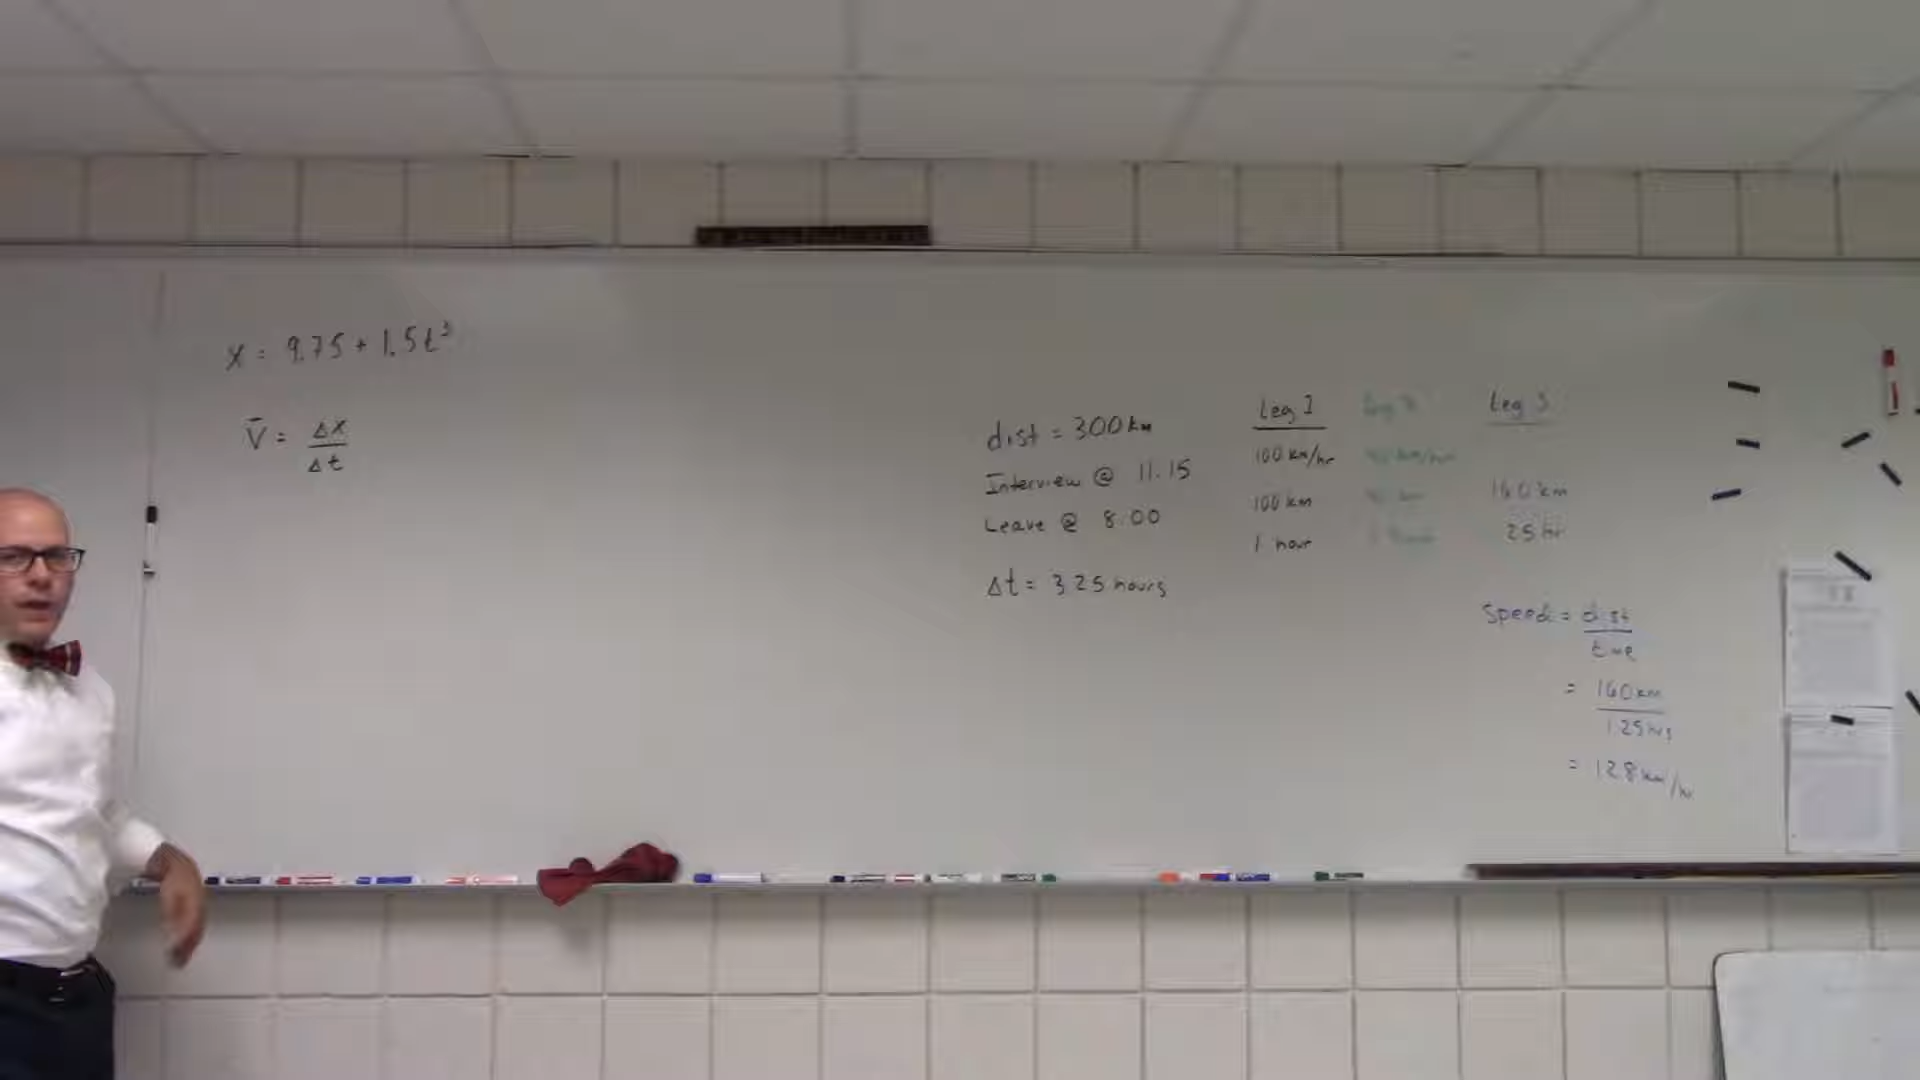 x = 9.75 + 1.5t³
V̄ = Δx / Δt
dist = 300 km
Interview @ 11:15
Leave @ 8:00
Δt = 3.25 hours
Leg 1
100 km/hr
100 km
1 hour
Leg 3
160 km
25 hr
Speed = dist / time
= 160 km / 1.25 hrs
= 128 km/hr